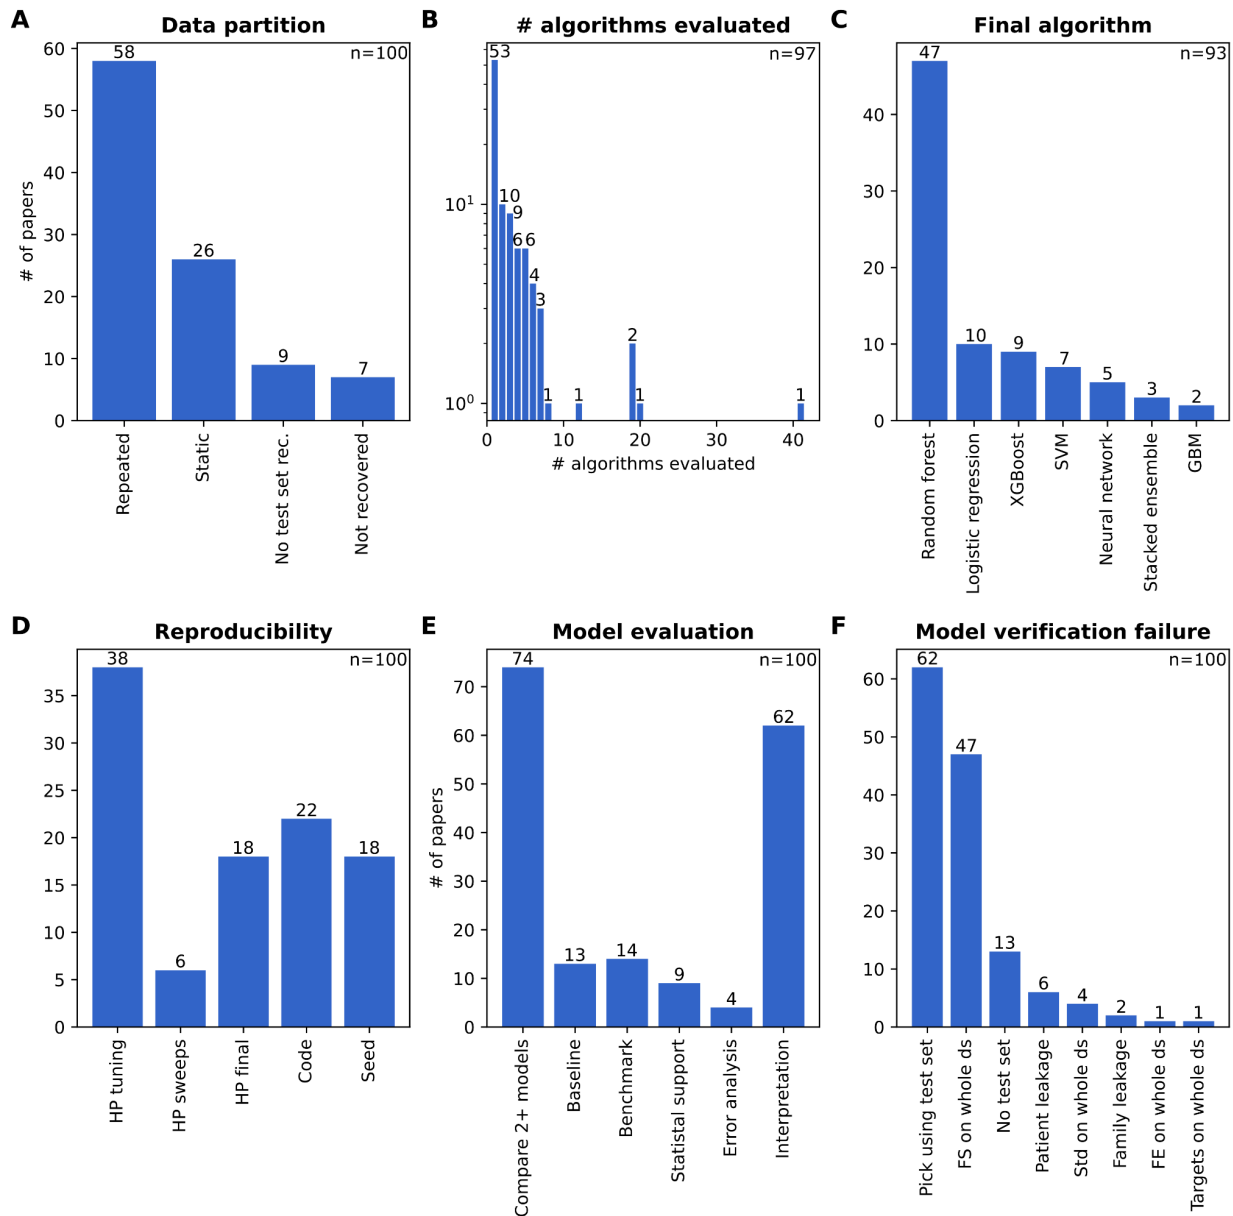 A
Data partition
n=100
# of papers
60
50
40
30
20
10
0
58
26
9
7
Repeated
Static
No test set rec.
Not recovered
B
# algorithms evaluated
n=97
10¹
10⁰
53
10
9
6
6
4
3
1
1
2
1
1
0
10
20
30
40
# algorithms evaluated
C
Final algorithm
n=93
40
30
20
10
0
47
10
9
7
5
3
2
Random forest
Logistic regression
XGBoost
SVM
Neural network
Stacked ensemble
GBM
D
Reproducibility
n=100
35
30
25
20
15
10
5
0
38
6
18
22
18
HP tuning
HP sweeps
HP final
Code
Seed
E
Model evaluation
n=100
# of papers
70
60
50
40
30
20
10
0
74
13
14
9
4
62
Compare 2+ models
Baseline
Benchmark
Statistal support
Error analysis
Interpretation
F
Model verification failure
n=100
60
50
40
30
20
10
0
62
47
13
6
4
2
1
1
Pick using test set
FS on whole ds
No test set
Patient leakage
Std on whole ds
Family leakage
FE on whole ds
Targets on whole ds